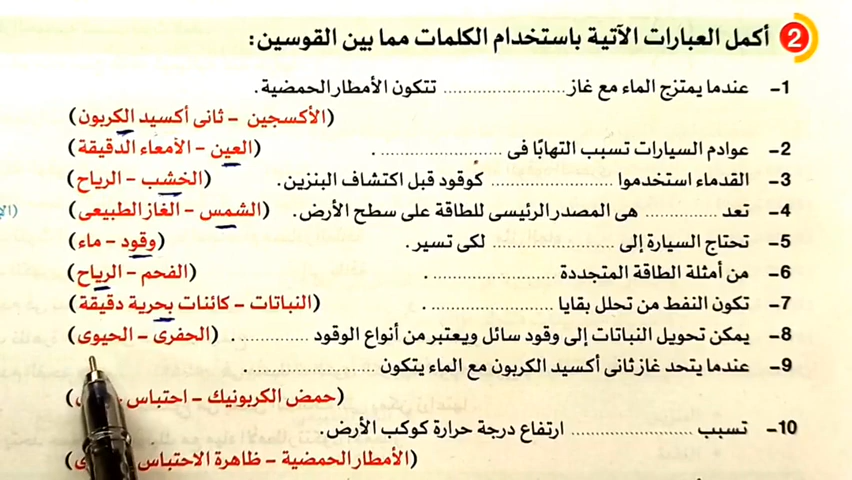 2 أكمل العبارات الآتية باستخدام الكلمات مما بين القوسين:
1- عندما يمتزج الماء مع غاز ........................ تتكون الأمطار الحمضية.
(الأكسجين - ثانى أكسيد الكربون)
2- عوادم السيارات تسبب التهابًا فى ........................ . (العين - الأمعاء الدقيقة)
3- القدماء استخدموا ........................ كوقود قبل اكتشاف البنزين. (الخشب - الرياح)
4- تعد .............. هى المصدر الرئيسى للطاقة على سطح الأرض. (الشمس - الغاز الطبيعى)
5- تحتاج السيارة إلى ........................ لكى تسير. (وقود - ماء)
6- من أمثلة الطاقة المتجددة ........................ . (الفحم - الرياح)
7- تكون النفط من تحلل بقايا ........................ . (النباتات - كائنات بحرية دقيقة)
8- يمكن تحويل النباتات إلى وقود سائل ويعتبر من أنواع الوقود .............. . (الحفرى - الحيوى)
9- عندما يتحد غاز ثانى أكسيد الكربون مع الماء يتكون ........................ .
(حمض الكربونيك - احتباس
10- تسبب ........................ ارتفاع درجة حرارة كوكب الأرض.
(الأمطار الحمضية - ظاهرة الاحتباس